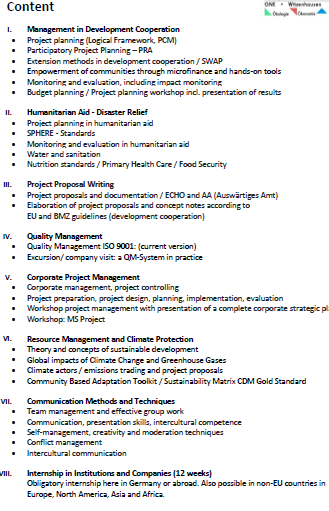 Content
ONE • Witzenhausen
Ökologie Ökonomie
I. Management in Development Cooperation
• Project planning (Logical Framework, PCM)
• Participatory Project Planning – PRA
• Extension methods in development cooperation / SWAP
• Empowerment of communities through microfinance and hands-on tools
• Monitoring and evaluation, including impact monitoring
• Budget planning / Project planning workshop incl. presentation of results
II. Humanitarian Aid - Disaster Relief
• Project planning in humanitarian aid
• SPHERE - Standards
• Monitoring and evaluation in humanitarian aid
• Water and sanitation
• Nutrition standards / Primary Health Care / Food Security
III. Project Proposal Writing
• Project proposals and documentation / ECHO and AA (Auswärtiges Amt)
• Elaboration of project proposals and concept notes according to
EU and BMZ guidelines (development cooperation)
IV. Quality Management
• Quality Management ISO 9001: (current version)
• Excursion/ company visit: a QM-System in practice
V. Corporate Project Management
• Corporate management, project controlling
• Project preparation, project design, planning, implementation, evaluation
• Workshop project management with presentation of a complete corporate strategic pl
• Workshop: MS Project
VI. Resource Management and Climate Protection
• Theory and concepts of sustainable development
• Global impacts of Climate Change and Greenhouse Gases
• Climate actors / emissions trading and project proposals
• Community Based Adaptation Toolkit / Sustainability Matrix CDM Gold Standard
VII. Communication Methods and Techniques
• Team management and effective group work
• Communication, presentation skills, intercultural competence
• Self-management, creativity and moderation techniques
• Conflict management
• Intercultural communication
VIII. Internship in Institutions and Companies (12 weeks)
Obligatory internship here in Germany or abroad. Also possible in non-EU countries in
Europe, North America, Asia and Africa.